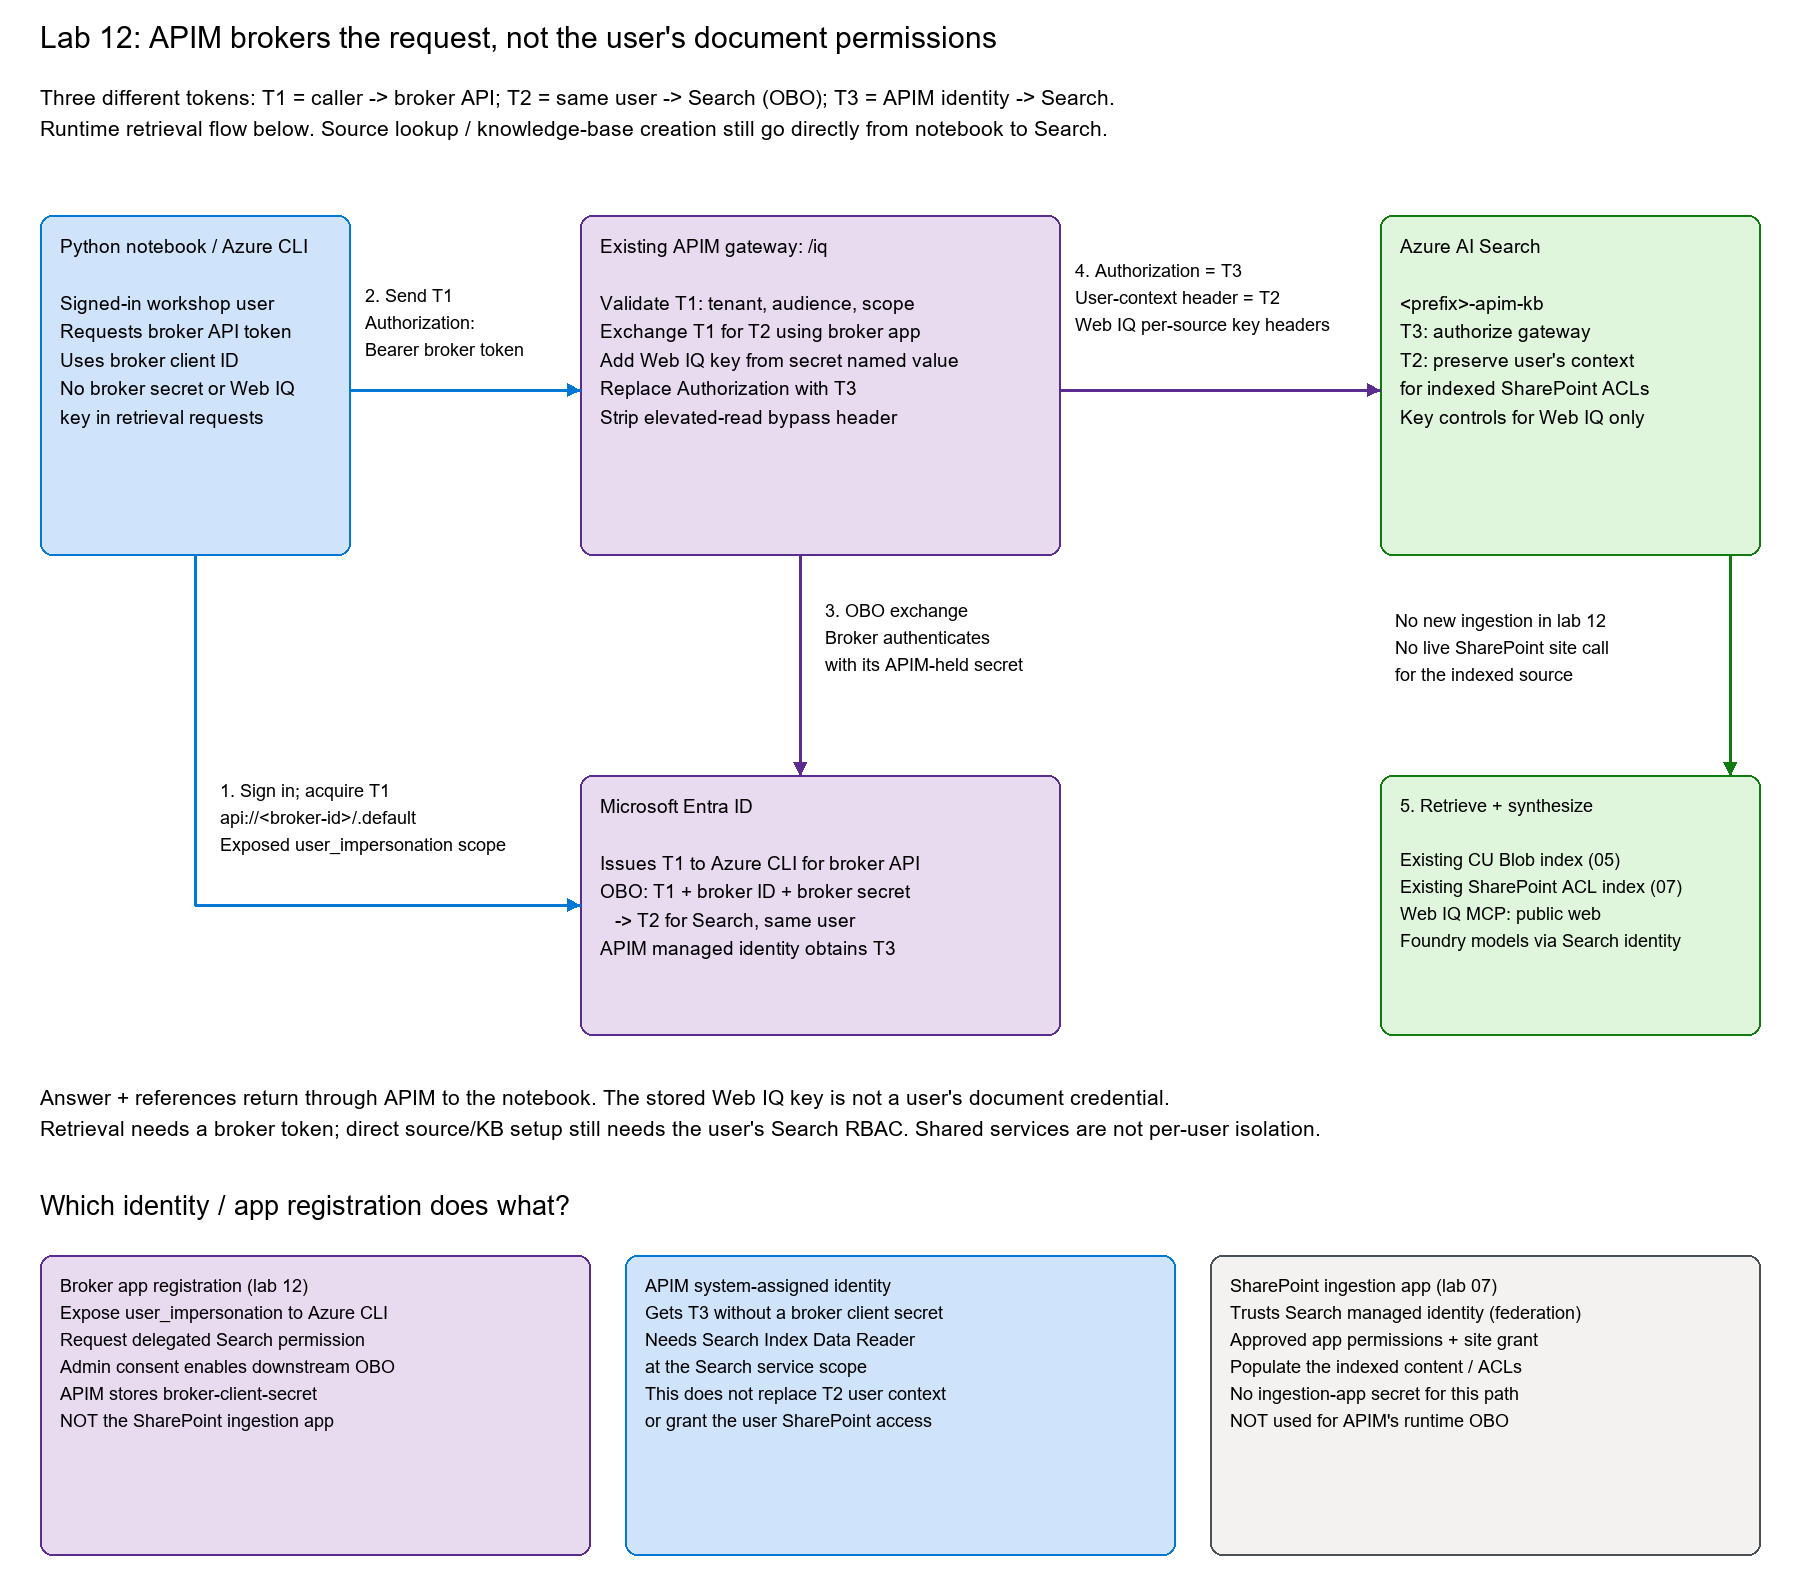 Lab 12: APIM brokers the request, not the user's document permissions
Three different tokens: T1 = caller -> broker API; T2 = same user -> Search (OBO); T3 = APIM identity -> Search.
Runtime retrieval flow below. Source lookup / knowledge-base creation still go directly from notebook to Search.
Python notebook / Azure CLI
Signed-in workshop user
Requests broker API token
Uses broker client ID
No broker secret or Web IQ
key in retrieval requests
2. Send T1
Authorization:
Bearer broker token
Existing APIM gateway: /iq
Validate T1: tenant, audience, scope
Exchange T1 for T2 using broker app
Add Web IQ key from secret named value
Replace Authorization with T3
Strip elevated-read bypass header
4. Authorization = T3
User-context header = T2
Web IQ per-source key headers
Azure AI Search
<prefix>-apim-kb
T3: authorize gateway
T2: preserve user's context
for indexed SharePoint ACLs
Key controls for Web IQ only
3. OBO exchange
Broker authenticates
with its APIM-held secret
No new ingestion in lab 12
No live SharePoint site call
for the indexed source
1. Sign in; acquire T1
api://<broker-id>/.default
Exposed user_impersonation scope
Microsoft Entra ID
Issues T1 to Azure CLI for broker API
OBO: T1 + broker ID + broker secret
-> T2 for Search, same user
APIM managed identity obtains T3
5. Retrieve + synthesize
Existing CU Blob index (05)
Existing SharePoint ACL index (07)
Web IQ MCP: public web
Foundry models via Search identity
Answer + references return through APIM to the notebook. The stored Web IQ key is not a user's document credential.
Retrieval needs a broker token; direct source/KB setup still needs the user's Search RBAC. Shared services are not per-user isolation.
Which identity / app registration does what?
Broker app registration (lab 12)
Expose user_impersonation to Azure CLI
Request delegated Search permission
Admin consent enables downstream OBO
APIM stores broker-client-secret
NOT the SharePoint ingestion app
APIM system-assigned identity
Gets T3 without a broker client secret
Needs Search Index Data Reader
at the Search service scope
This does not replace T2 user context
or grant the user SharePoint access
SharePoint ingestion app (lab 07)
Trusts Search managed identity (federation)
Approved app permissions + site grant
Populate the indexed content / ACLs
No ingestion-app secret for this path
NOT used for APIM's runtime OBO